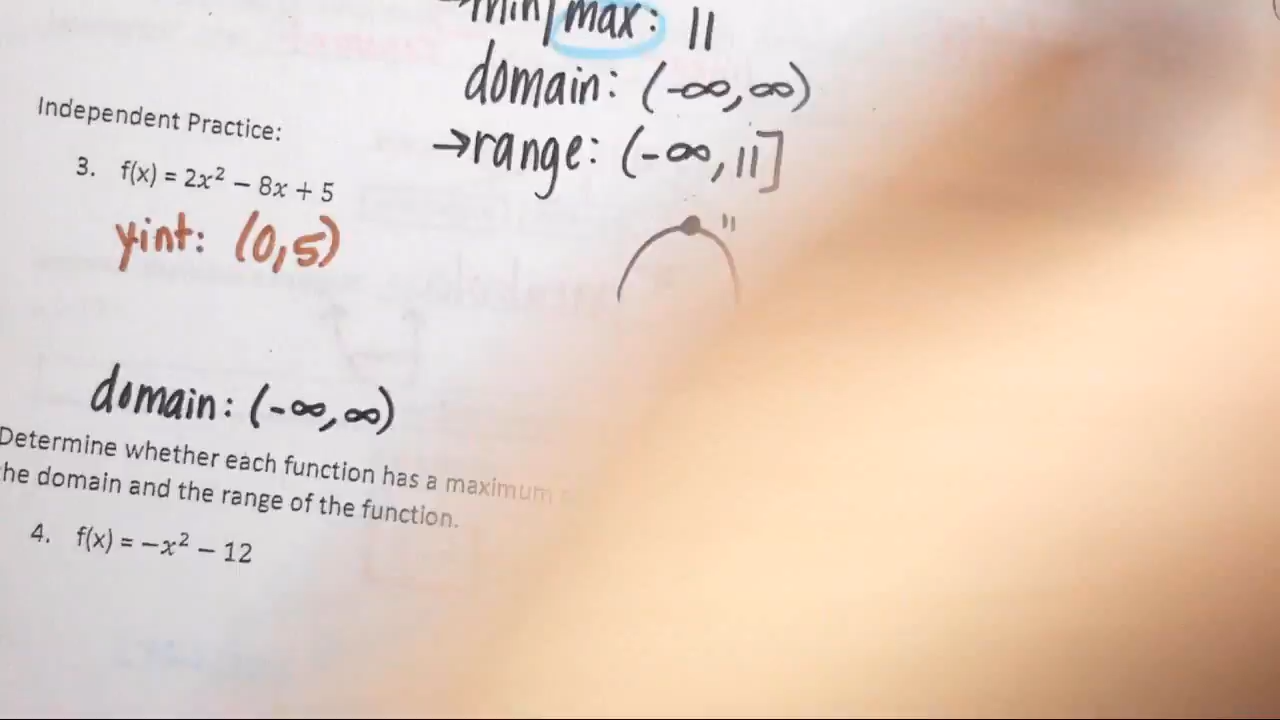 →min/max: 11
domain: (-∞,∞)
→range: (-∞,11]
11
Independent Practice:
3. f(x) = 2x² − 8x + 5
yint: (0,5)
domain: (-∞,∞)
Determine whether each function has a maximum
he domain and the range of the function.
4. f(x) = −x² − 12